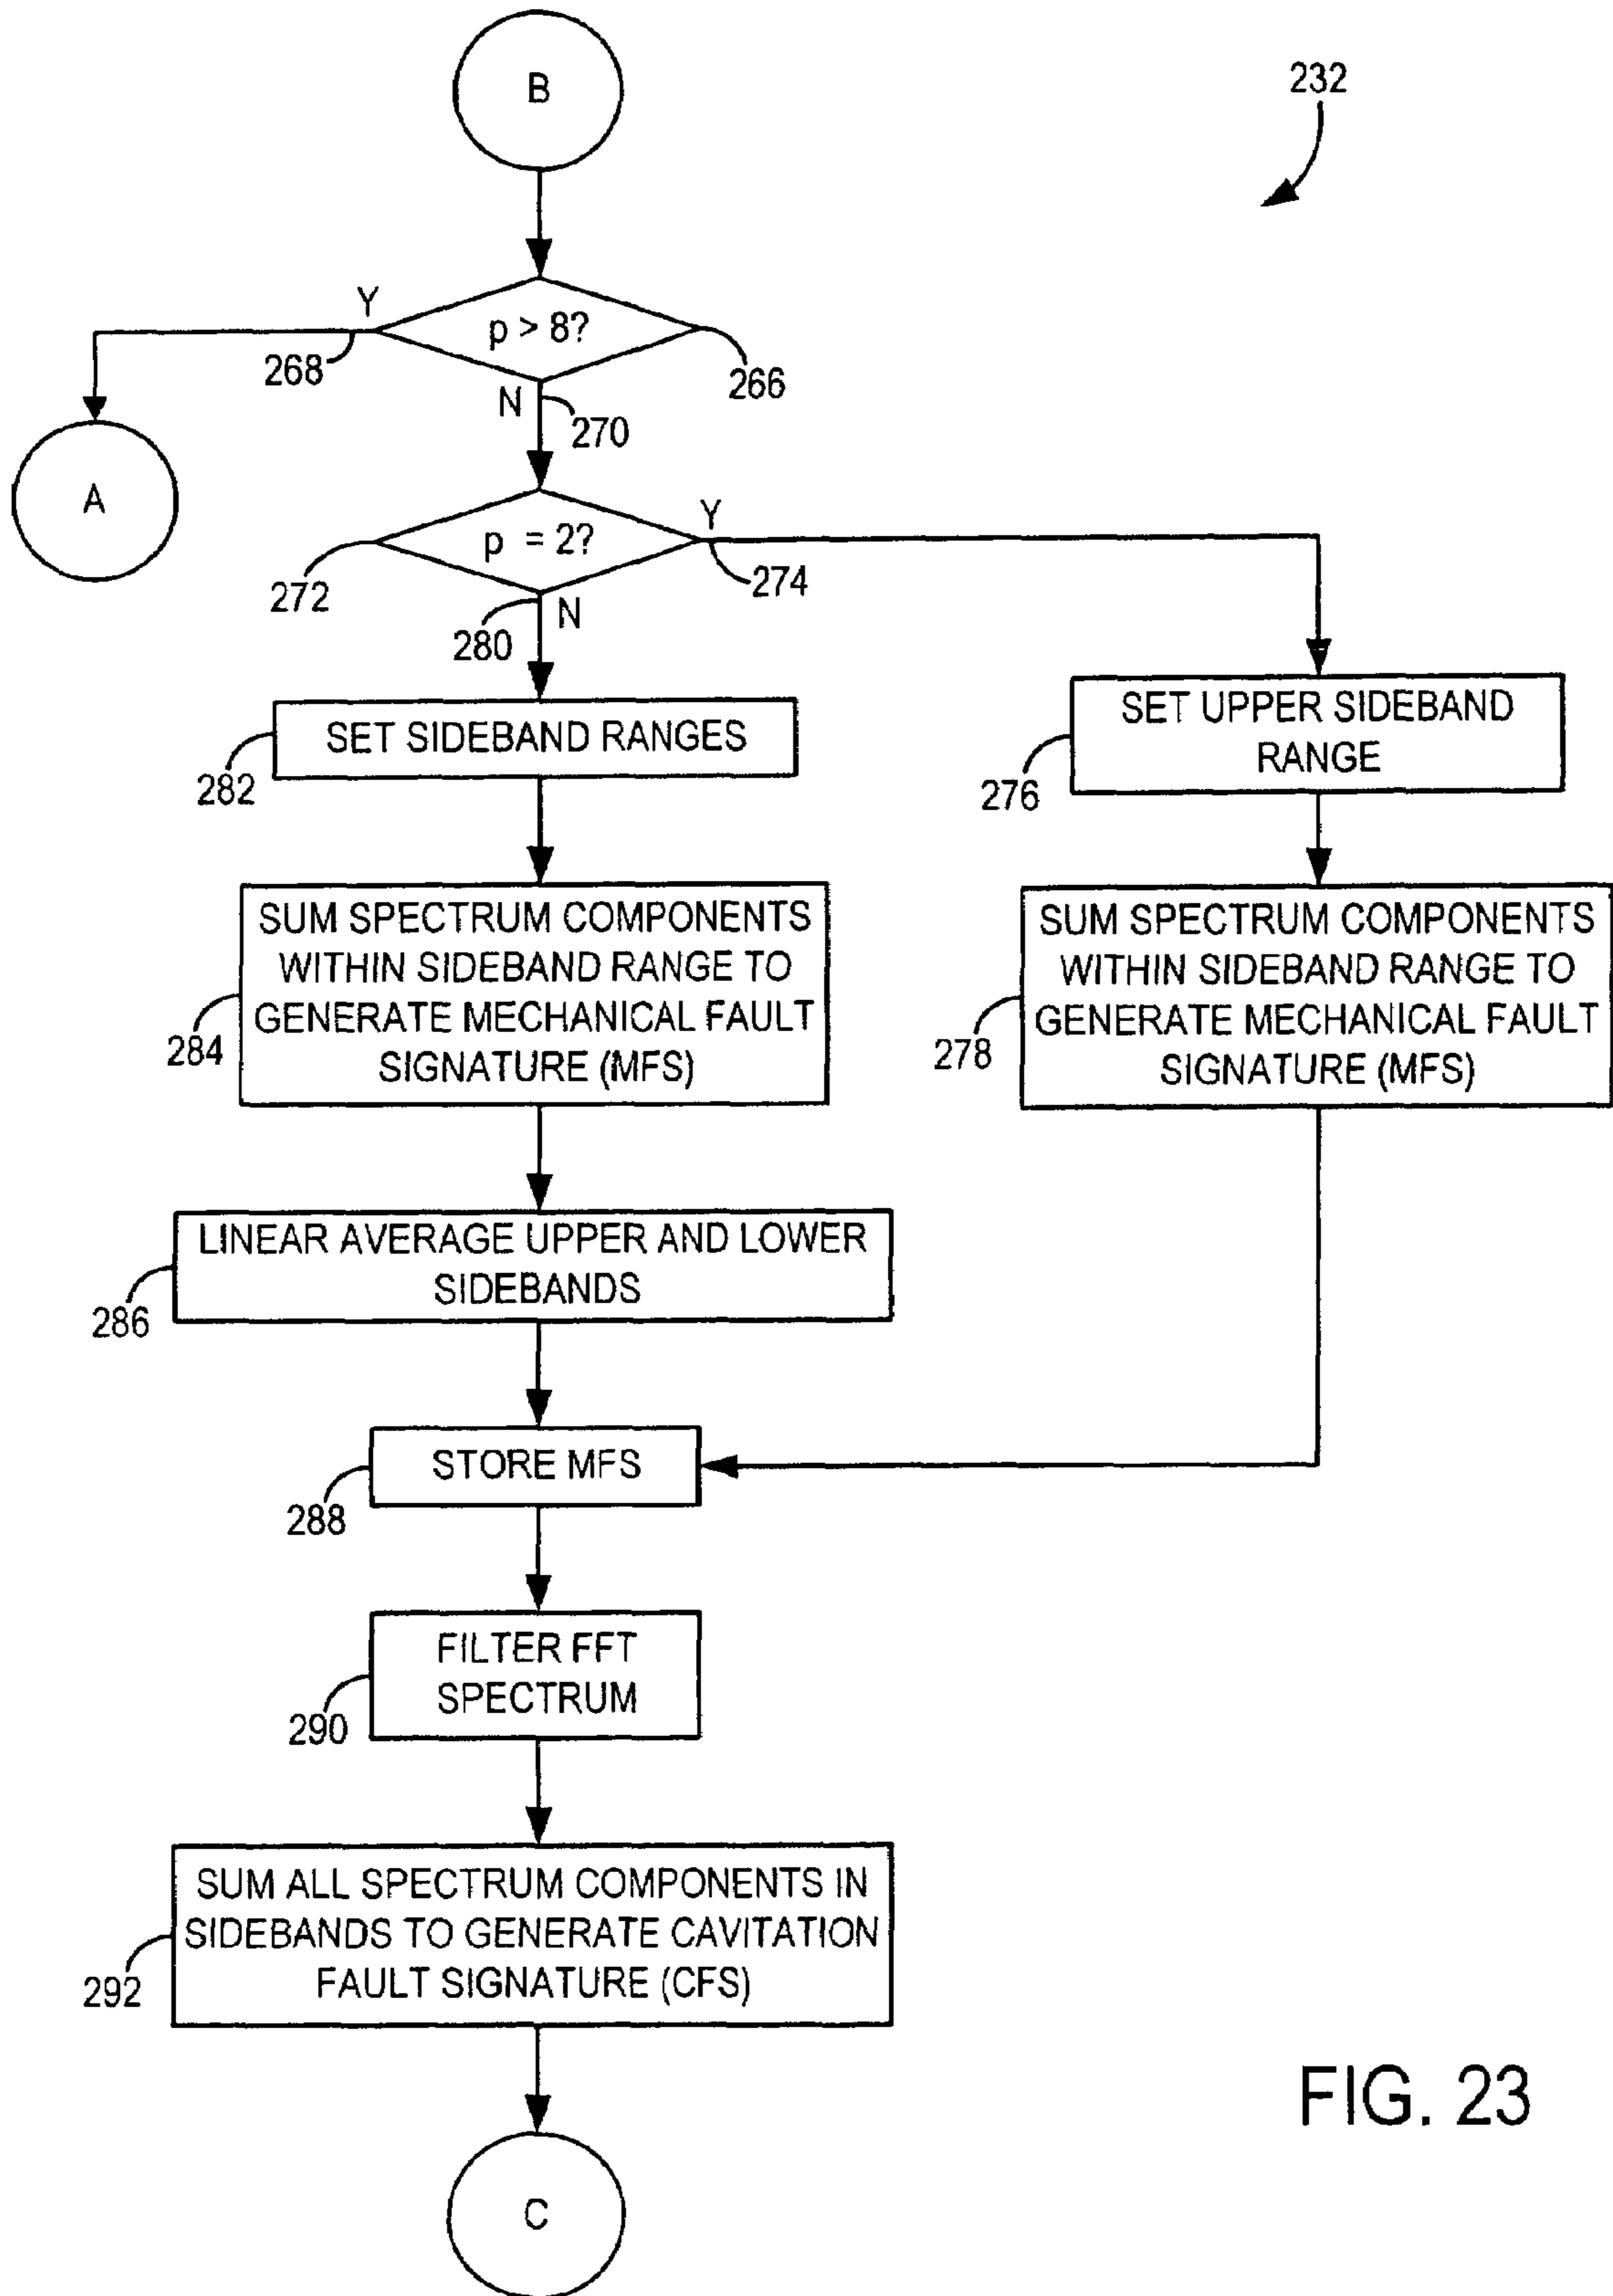 B
232
Y
p > 8?
268
266
N
270
A
Y
p = 2?
272
274
280
N
SET SIDEBAND RANGES
282
SET UPPER SIDEBAND
RANGE
276
SUM SPECTRUM COMPONENTS
WITHIN SIDEBAND RANGE TO
GENERATE MECHANICAL FAULT
SIGNATURE (MFS)
284
SUM SPECTRUM COMPONENTS
WITHIN SIDEBAND RANGE TO
GENERATE MECHANICAL FAULT
SIGNATURE (MFS)
278
LINEAR AVERAGE UPPER AND LOWER
SIDEBANDS
286
STORE MFS
288
FILTER FFT
SPECTRUM
290
SUM ALL SPECTRUM COMPONENTS IN
SIDEBANDS TO GENERATE CAVITATION
FAULT SIGNATURE (CFS)
292
FIG. 23
C